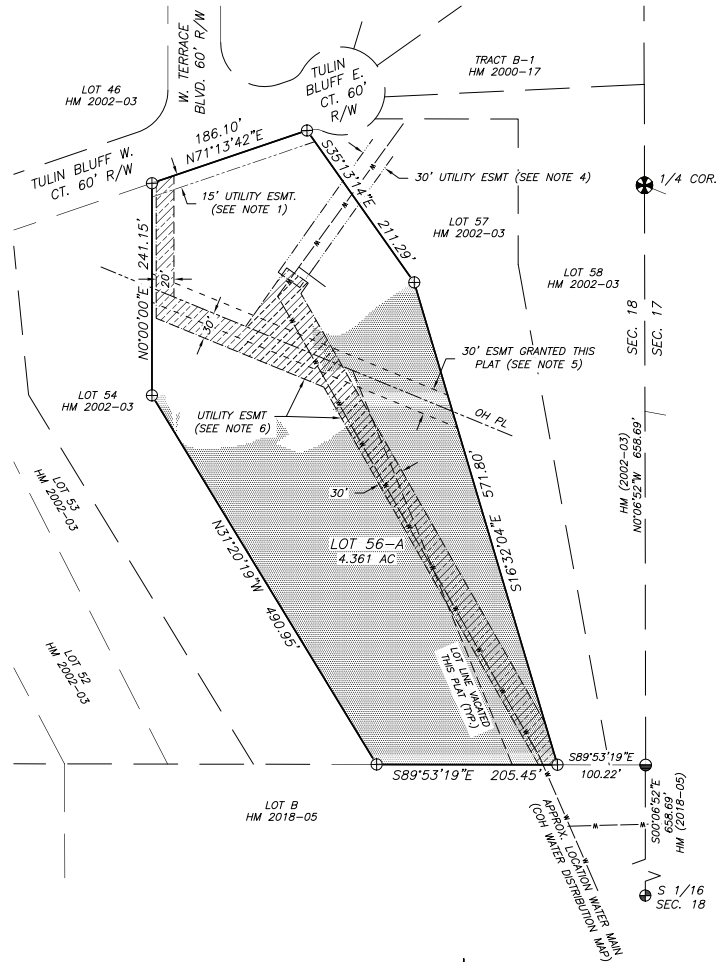 W. TERRACE
BLVD. 60' R/W
TULIN
BLUFF E.
CT. 60'
R/W
TRACT B-1
HM 2000-17
LOT 46
HM 2002-03
TULIN BLUFF W.
CT. 60' R/W
186.10'
N71°13'42"E
15' UTILITY ESMT.
(SEE NOTE 1)
S35°13'14"E
211.29'
30' UTILITY ESMT (SEE NOTE 4)
1/4 COR.
LOT 57
HM 2002-03
LOT 58
HM 2002-03
N0°00'00"E 241.15'
20'
30'
SEC. 18
SEC. 17
30' ESMT GRANTED THIS
PLAT (SEE NOTE 5)
OH PL
LOT 54
HM 2002-03
UTILITY ESMT
(SEE NOTE 6)
HM (2002-03)
N0°06'52"W 658.69'
LOT 53
HM 2002-03
30'
S16°32'04"E 571.80'
LOT 56-A
4.361 AC
N31°20'19"W 490.95'
LOT 52
HM 2002-03
LOT LINE VACATED
THIS PLAT (TYP.)
S89°53'19"E 205.45'
S89°53'19"E
100.22'
LOT B
HM 2018-05
S00°06'52"E
658.69'
HM (2018-05)
APPROX. LOCATION WATER MAIN
(COH WATER DISTRIBUTION MAP)
S 1/16
SEC. 18
W
W
W
W
W
W
W
W
W
W
W
W